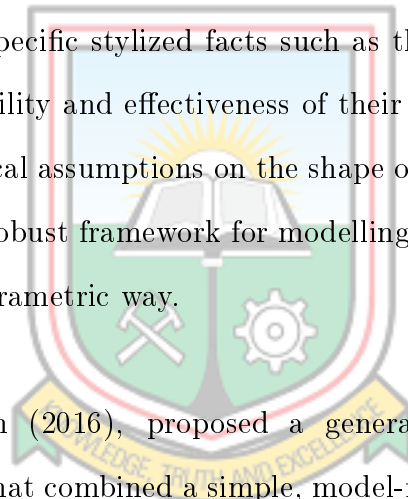 pecific stylized facts such as th
ility and effectiveness of their
cal assumptions on the shape o
obust framework for modelling
rametric way.
n (2016), proposed a genera
hat combined a simple, model-
KNOWLEDGE, TRUTH AND EXCELLENCE